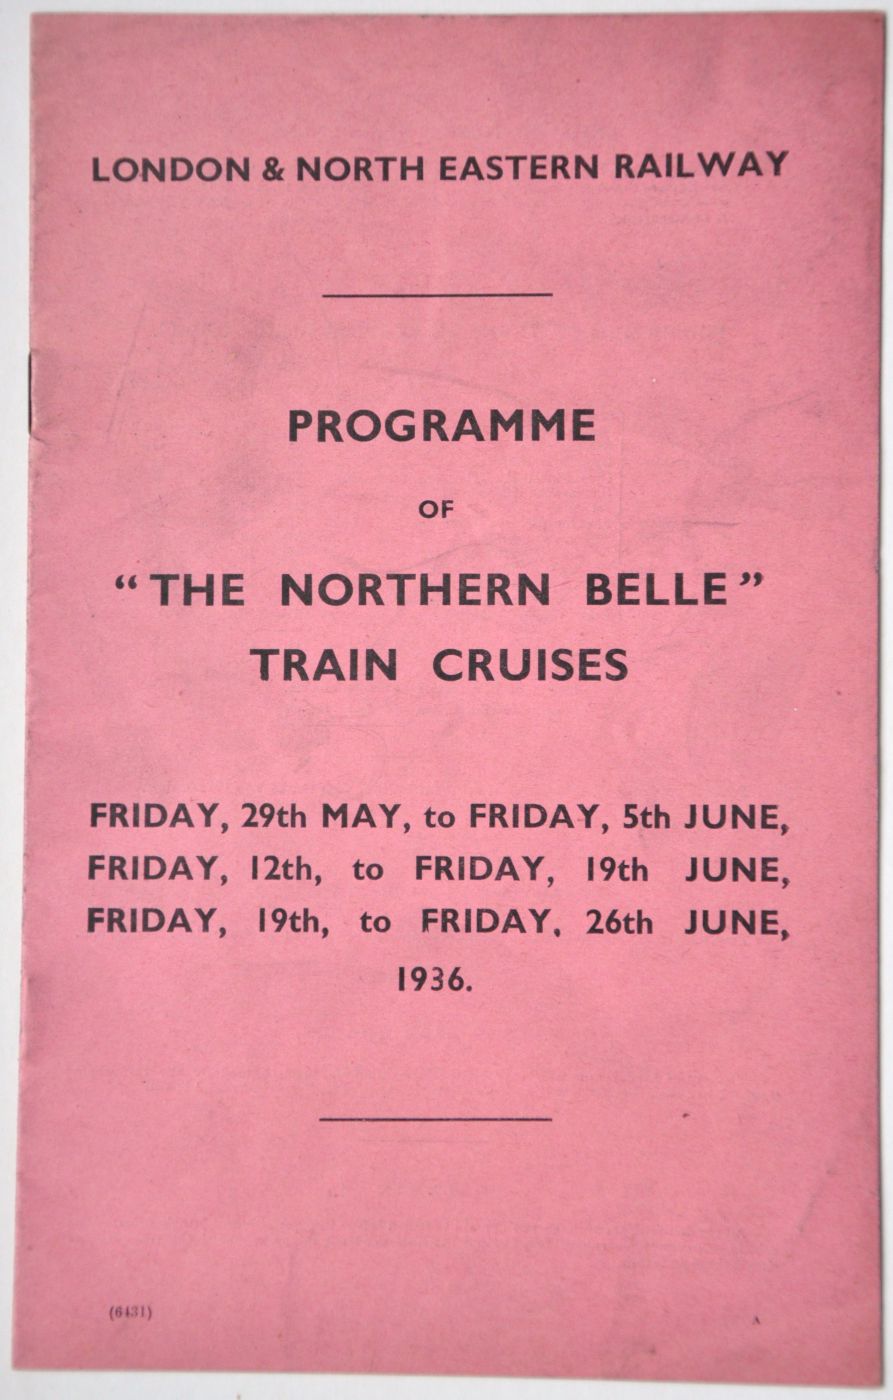 LONDON & NORTH EASTERN RAILWAY
PROGRAMME
OF
“THE NORTHERN BELLE”
TRAIN CRUISES
FRIDAY, 29th MAY, to FRIDAY, 5th JUNE,
FRIDAY, 12th, to FRIDAY, 19th JUNE,
FRIDAY, 19th, to FRIDAY, 26th JUNE,
1936.
(6431) A